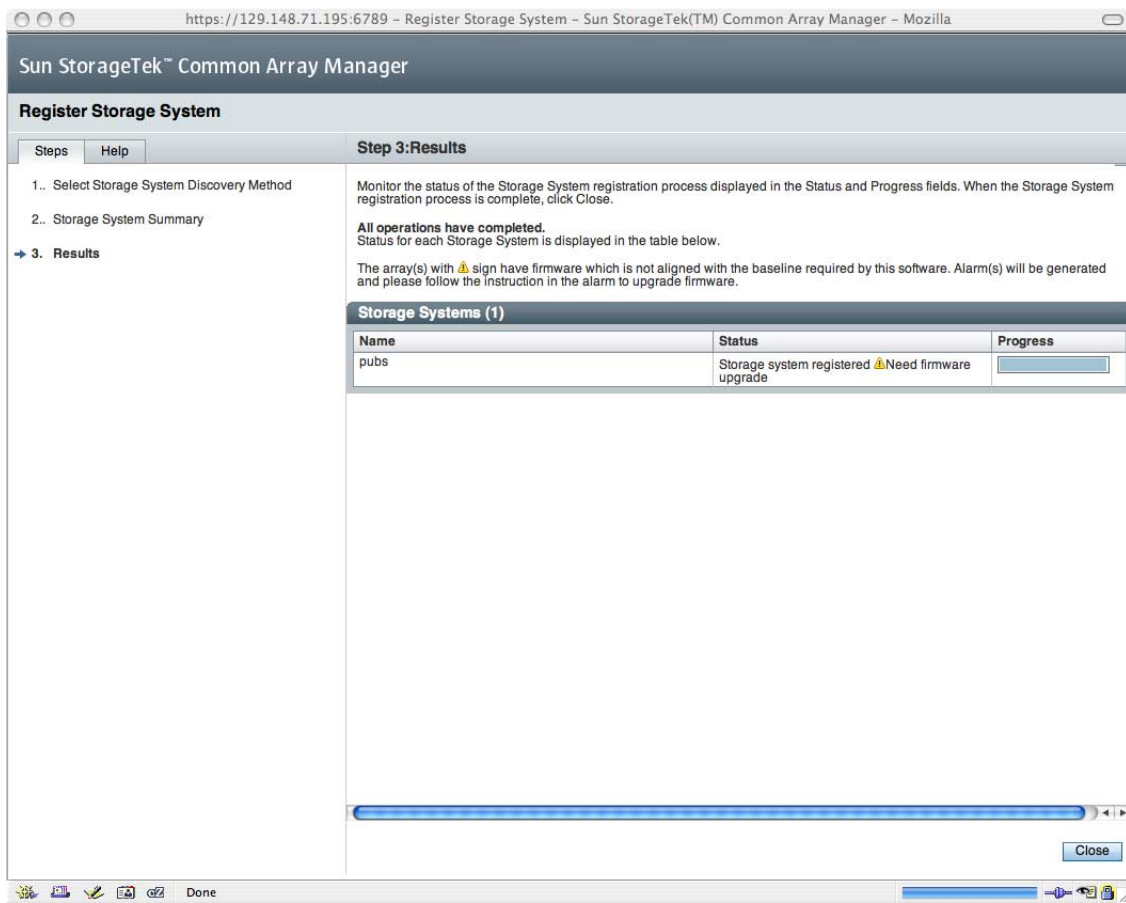 https://129.148.71.195:6789 – Register Storage System – Sun StorageTek(TM) Common Array Manager – Mozilla
Sun StorageTek™ Common Array Manager
Register Storage System
Steps
Help
1.. Select Storage System Discovery Method
2.. Storage System Summary
3. Results
Step 3:Results
Monitor the status of the Storage System registration process displayed in the Status and Progress fields. When the Storage System
registration process is complete, click Close.
All operations have completed.
Status for each Storage System is displayed in the table below.
The array(s) with sign have firmware which is not aligned with the baseline required by this software. Alarm(s) will be generated
and please follow the instruction in the alarm to upgrade firmware.
Storage Systems (1)
Name Status Progress
pubs Storage system registered Need firmware
upgrade
Close
Done